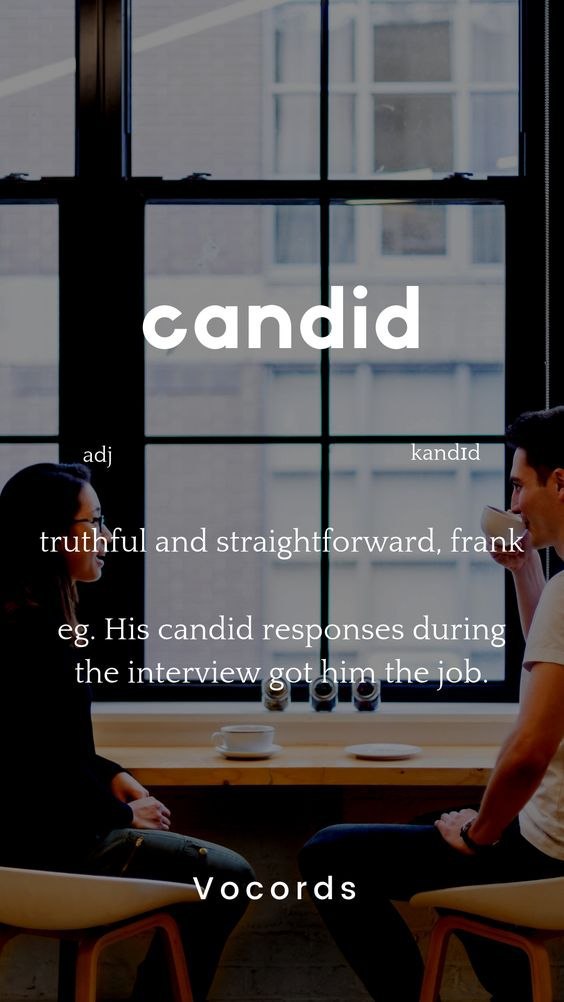 candid
adj
kandɪd
truthful and straightforward, frank
eg. His candid responses during
the interview got him the job.
Vocords